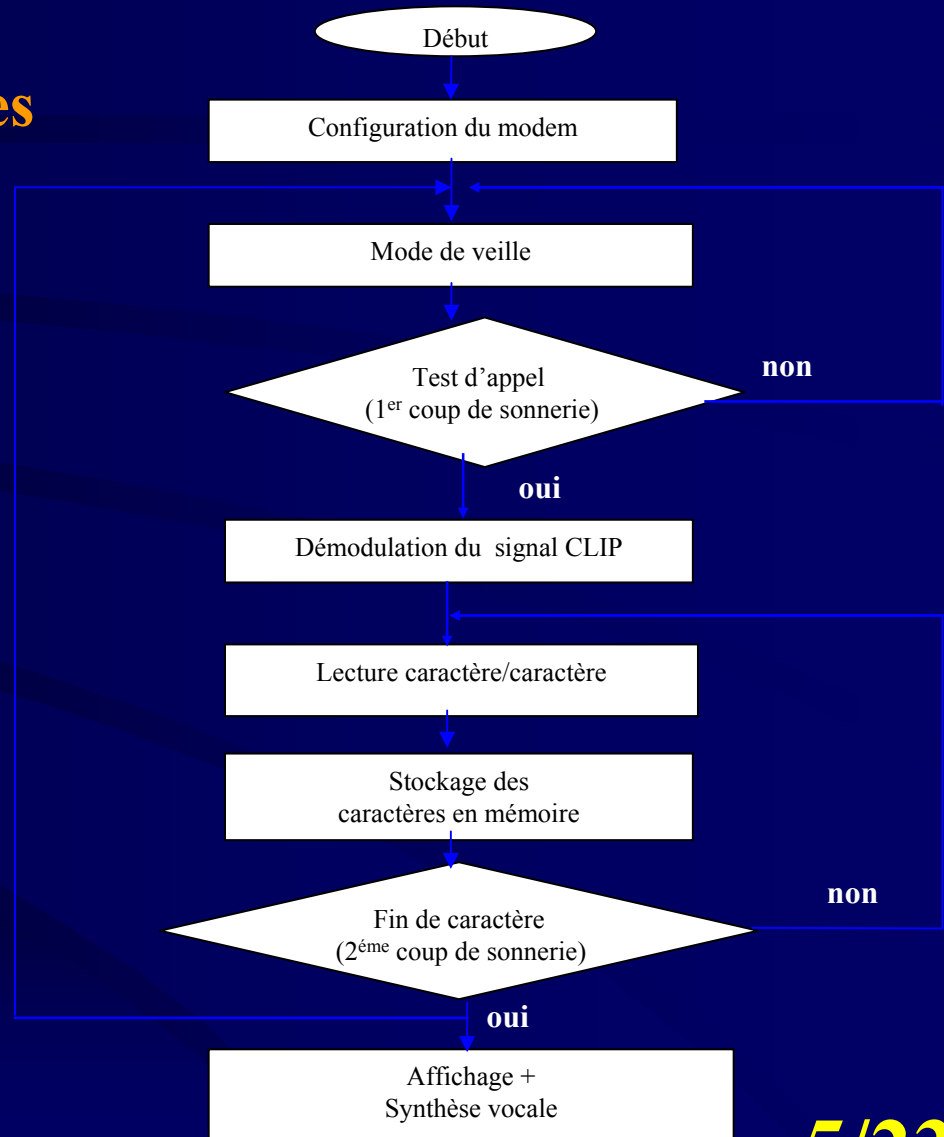 Début
es
Configuration du modem
Mode de veille
Test d’appel
(1er coup de sonnerie)
non
oui
Démodulation du signal CLIP
Lecture caractère/caractère
Stockage des
caractères en mémoire
Fin de caractère
(2éme coup de sonnerie)
non
oui
Affichage +
Synthèse vocale